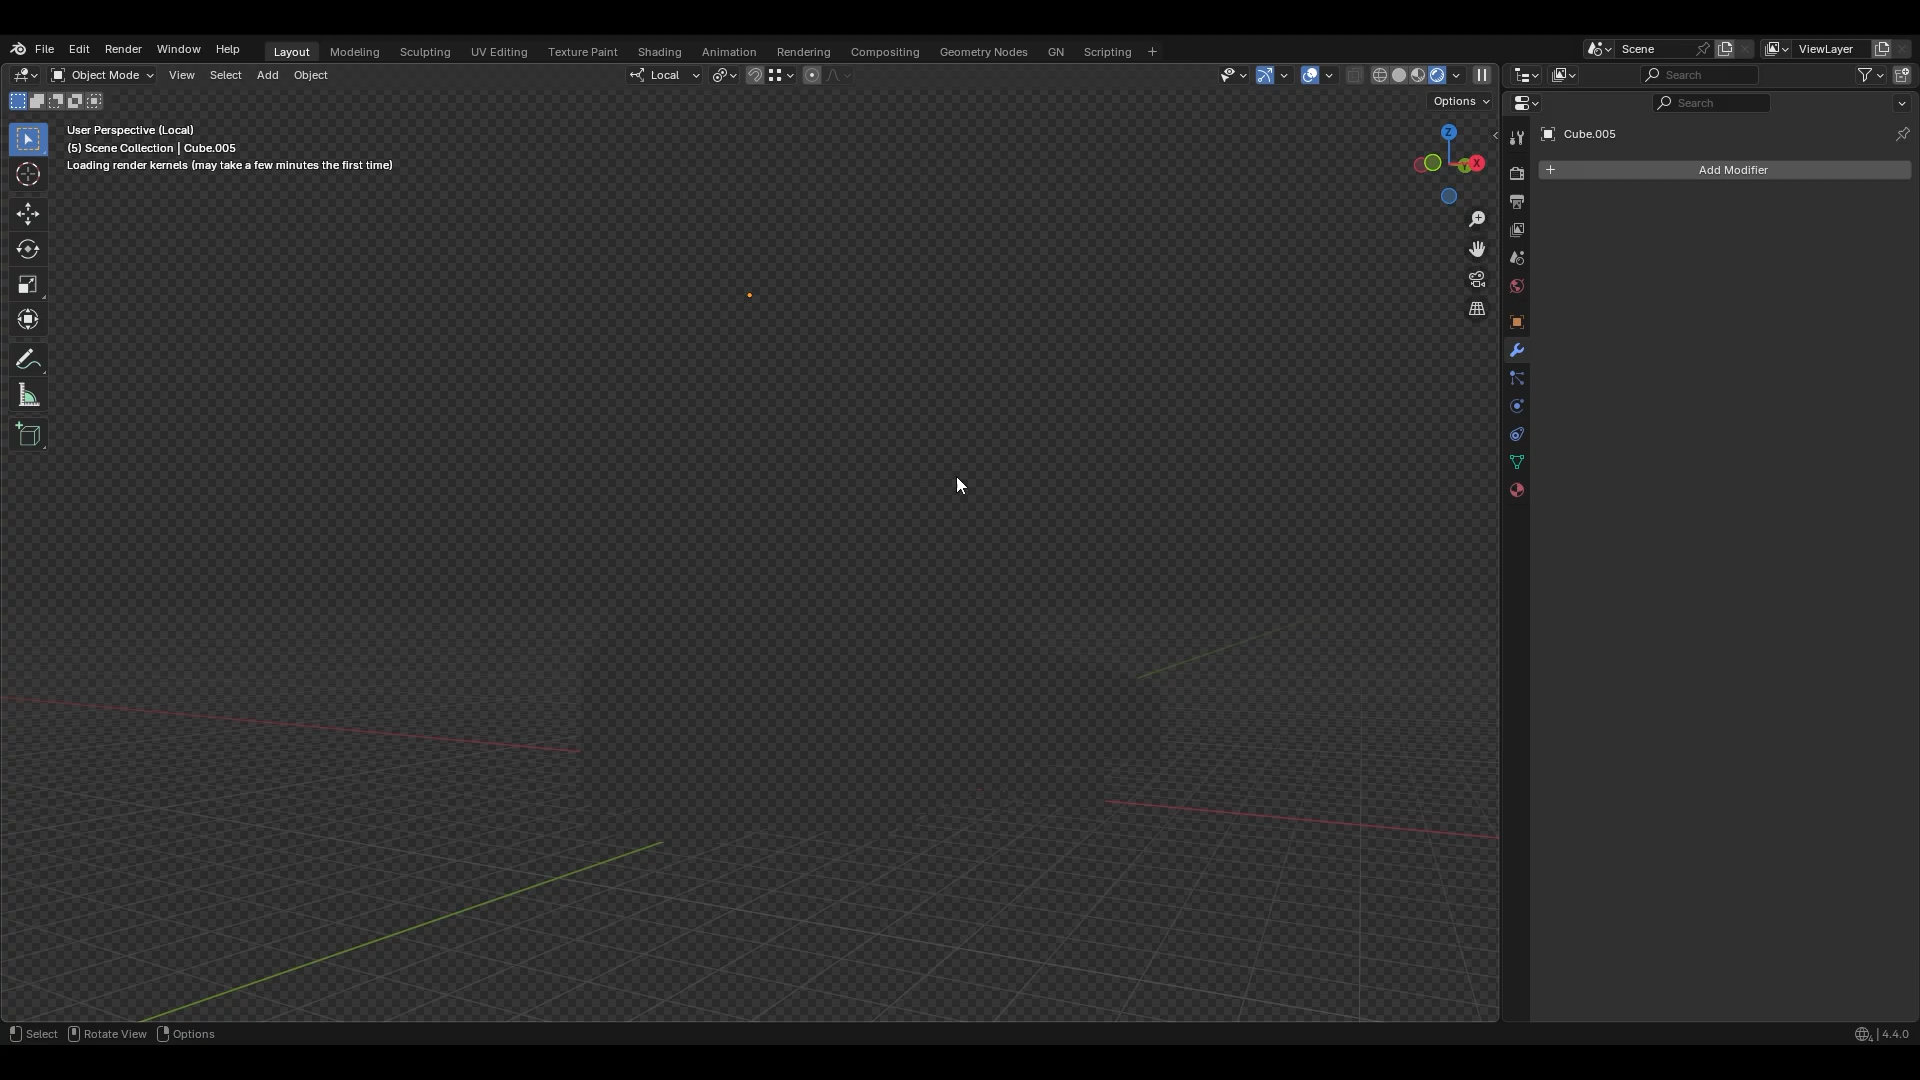 File Edit Render Window Help Layout Modeling Sculpting UV Editing Texture Paint Shading Animation Rendering Compositing Geometry Nodes GN Scripting + Scene ViewLayer
Object Mode View Select Add Object Local Search
Options Search
User Perspective (Local)
(5) Scene Collection | Cube.005
Loading render kernels (may take a few minutes the first time)
Z
Y X
Cube.005
+ Add Modifier
Select Rotate View Options 4.4.0